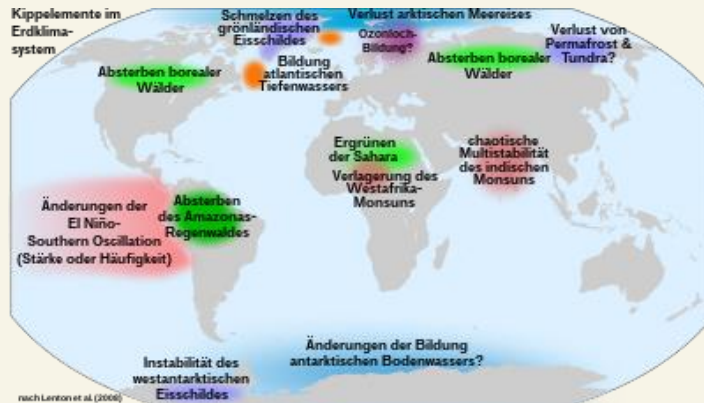 Kippelemente im
Erdklima-
system
Schmelzen des
grönländischen
Eisschildes
Verlust arktischen Meereises
Ozonloch-
Bildung?
Verlust von
Permafrost &
Tundra?
Absterben borealer
Wälder
Bildung
atlantischen
Tiefenwassers
Absterben borealer
Wälder
Ergrünen
der Sahara
Verlagerung des
Westafrika-
Monsuns
chaotische
Multistabilität
des indischen
Monsuns
Änderungen der
El Niño-
Southern Oscillation
(Stärke oder Häufigkeit)
Absterben
des Amazonas-
Regenwaldes
Änderungen der Bildung
antarktischen Bodenwassers?
Instabilität des
westantarktischen
Eisschildes
nach Lenton et al. (2008)